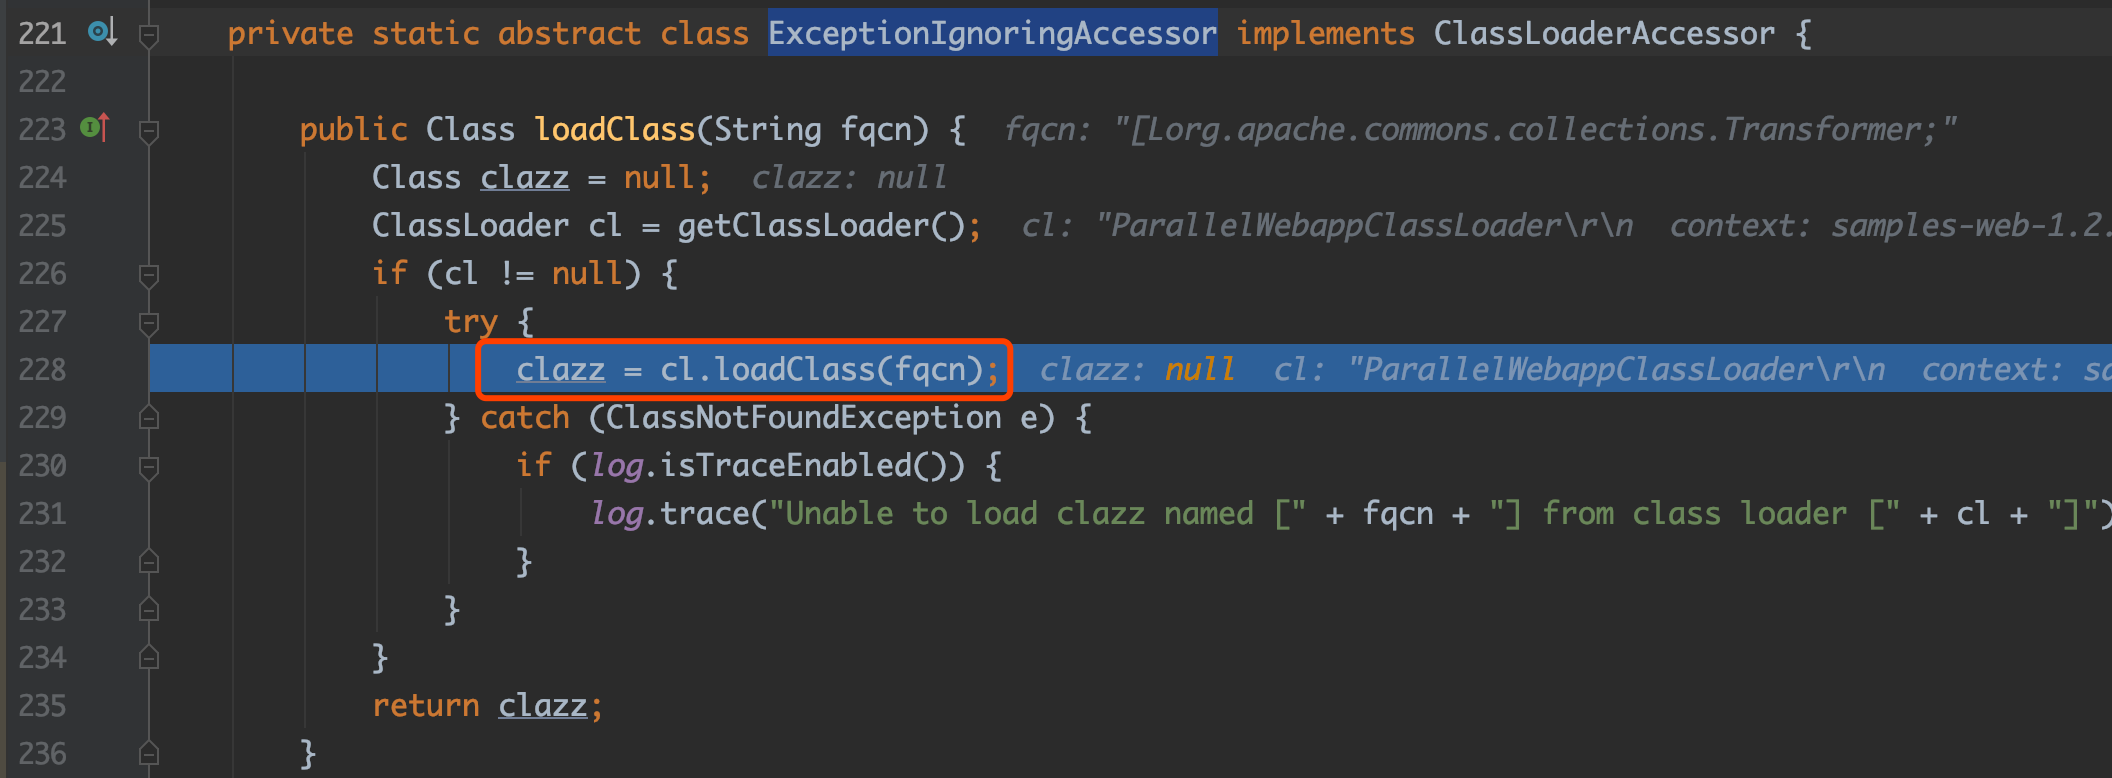 221 private static abstract class ExceptionIgnoringAccessor implements ClassLoaderAccessor {
222
223 public Class loadClass(String fqcn) { fqcn: "[Lorg.apache.commons.collections.Transformer;"
224 Class clazz = null; clazz: null
225 ClassLoader cl = getClassLoader(); cl: "ParallelWebappClassLoader\r\n context: samples-web-1.2.
226 if (cl != null) {
227 try {
228 clazz = cl.loadClass(fqcn); clazz: null cl: "ParallelWebappClassLoader\r\n context: sa
229 } catch (ClassNotFoundException e) {
230 if (log.isTraceEnabled()) {
231 log.trace("Unable to load clazz named [" + fqcn + "] from class loader [" + cl + "]")
232 }
233 }
234 }
235 return clazz;
236 }